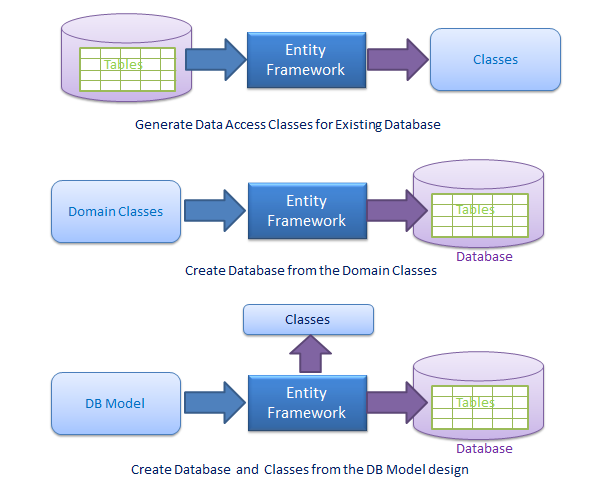 Tables
Entity
Framework
Classes
Generate Data Access Classes for Existing Database
Domain Classes
Entity
Framework
Tables
Database
Create Database from the Domain Classes
Classes
DB Model
Entity
Framework
Tables
Database
Create Database and Classes from the DB Model design